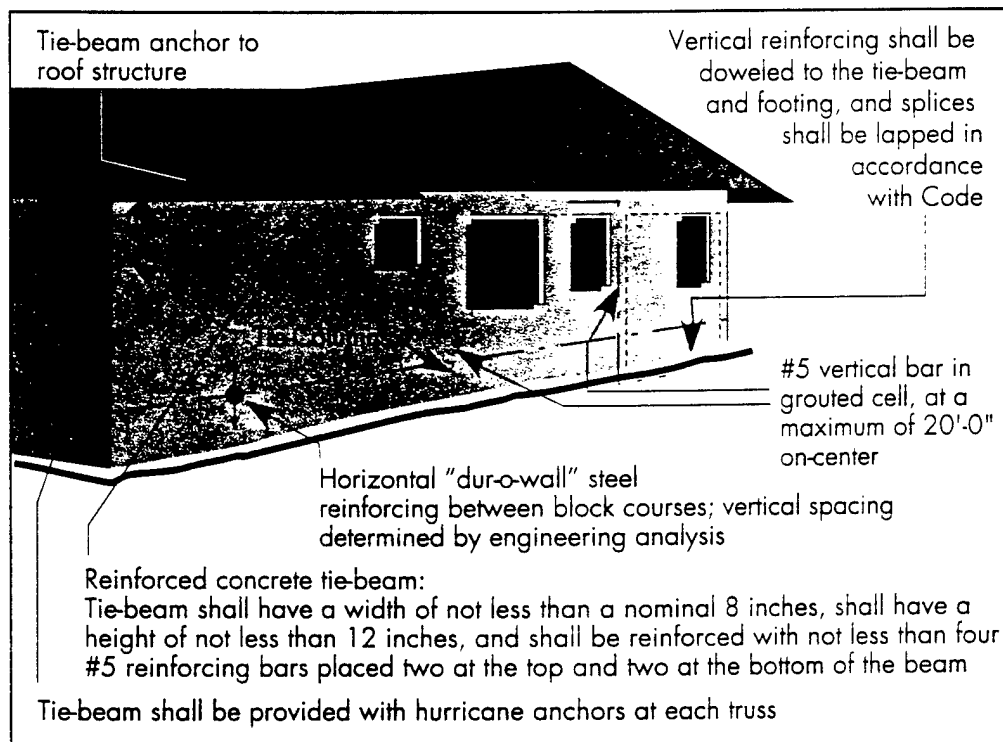 Tie-beam anchor to
roof structure
Vertical reinforcing shall be
doweled to the tie-beam
and footing, and splices
shall be lapped in
accordance
with Code
#5 vertical bar in
grouted cell, at a
maximum of 20'-0"
on-center
Horizontal "dur-o-wall" steel
reinforcing between block courses; vertical spacing
determined by engineering analysis
Reinforced concrete tie-beam:
Tie-beam shall have a width of not less than a nominal 8 inches, shall have a
height of not less than 12 inches, and shall be reinforced with not less than four
#5 reinforcing bars placed two at the top and two at the bottom of the beam
Tie-beam shall be provided with hurricane anchors at each truss